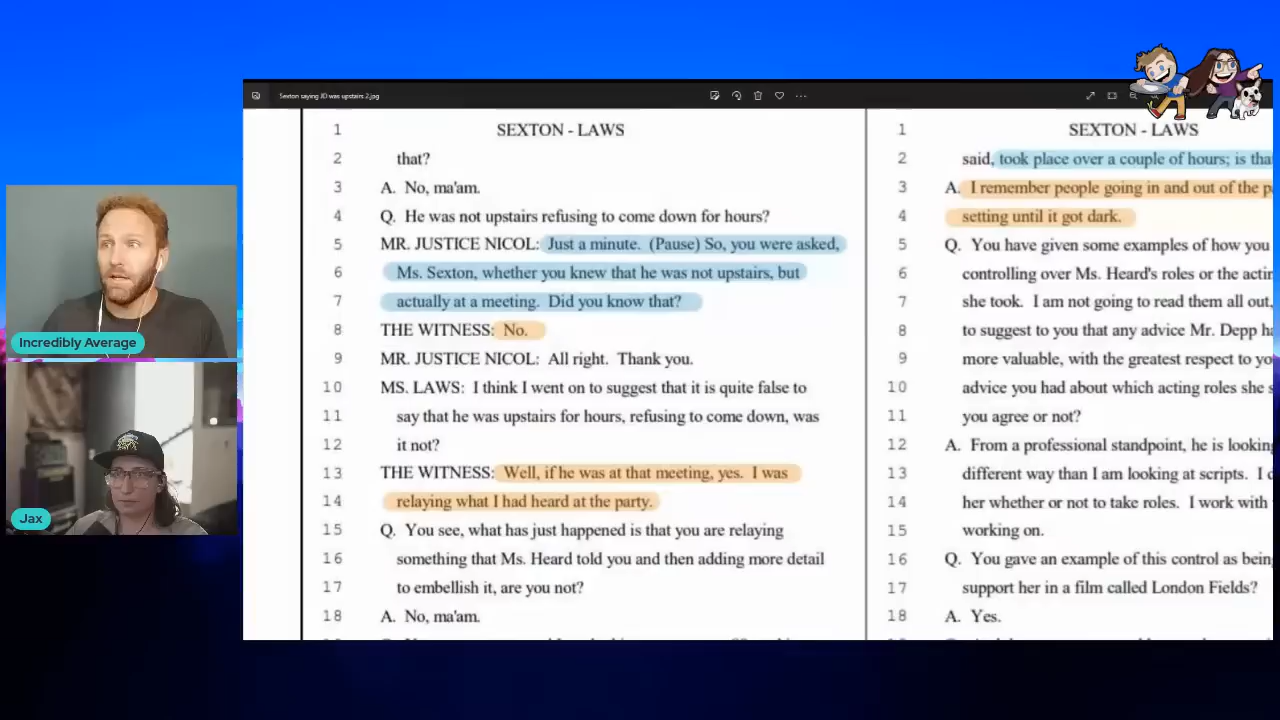 Sexton saying JD was upstairs 2.jpg
1 SEXTON - LAWS
2 that?
3 A. No, ma'am.
4 Q. He was not upstairs refusing to come down for hours?
5 MR. JUSTICE NICOL: Just a minute. (Pause) So, you were asked,
6 Ms. Sexton, whether you knew that he was not upstairs, but
7 actually at a meeting. Did you know that?
8 THE WITNESS: No.
9 MR. JUSTICE NICOL: All right. Thank you.
10 MS. LAWS: I think I went on to suggest that it is quite false to
11 say that he was upstairs for hours, refusing to come down, was
12 it not?
13 THE WITNESS: Well, if he was at that meeting, yes. I was
14 relaying what I had heard at the party.
15 Q. You see, what has just happened is that you are relaying
16 something that Ms. Heard told you and then adding more detail
17 to embellish it, are you not?
18 A. No, ma'am.
1 SEXTON - LAWS
2 said, took place over a couple of hours; is tha
3 A. I remember people going in and out of the p
4 setting until it got dark.
5 Q. You have given some examples of how you
6 controlling over Ms. Heard's roles or the actin
7 she took. I am not going to read them all out,
8 to suggest to you that any advice Mr. Depp ha
9 more valuable, with the greatest respect to yo
10 advice you had about which acting roles she s
11 you agree or not?
12 A. From a professional standpoint, he is looking
13 different way than I am looking at scripts. I
14 her whether or not to take roles. I work with
15 working on.
16 Q. You gave an example of this control as being
17 support her in a film called London Fields?
18 A. Yes.
Incredibly Average
Jax